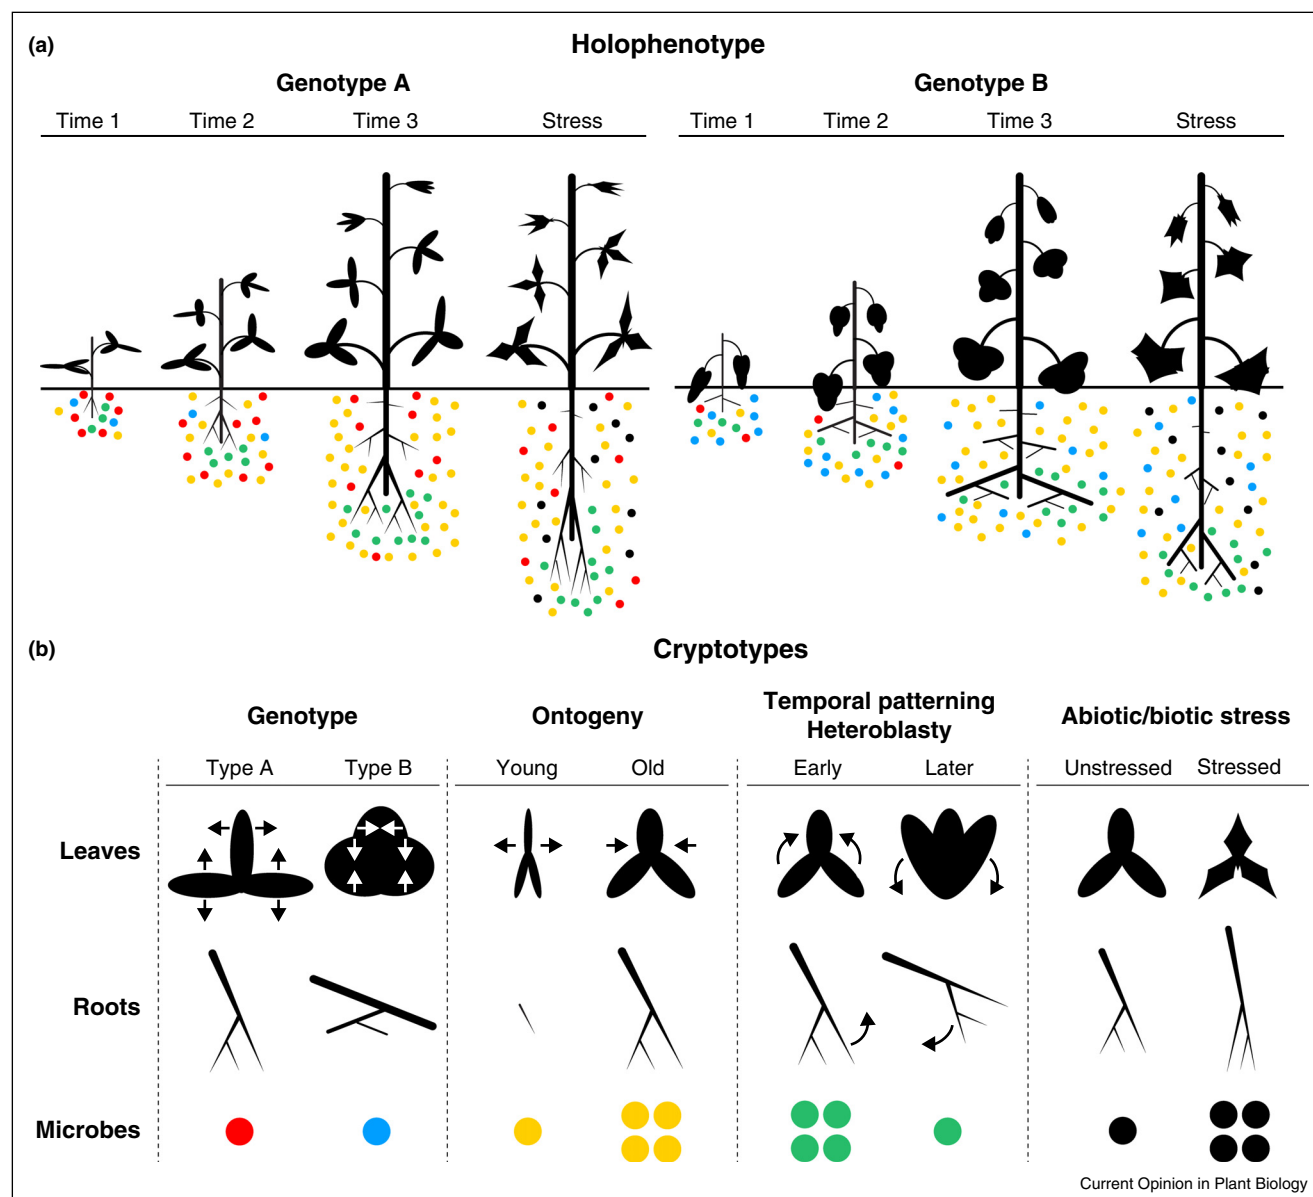 (a)
Holophenotype
Genotype A
Genotype B
Time 1 Time 2 Time 3 Stress
Time 1 Time 2 Time 3 Stress
(b)
Cryptotypes
Genotype
Ontogeny
Temporal patterning
Heteroblasty
Abiotic/biotic stress
Type A Type B
Young Old
Early Later
Unstressed Stressed
Leaves
Roots
Microbes
Current Opinion in Plant Biology